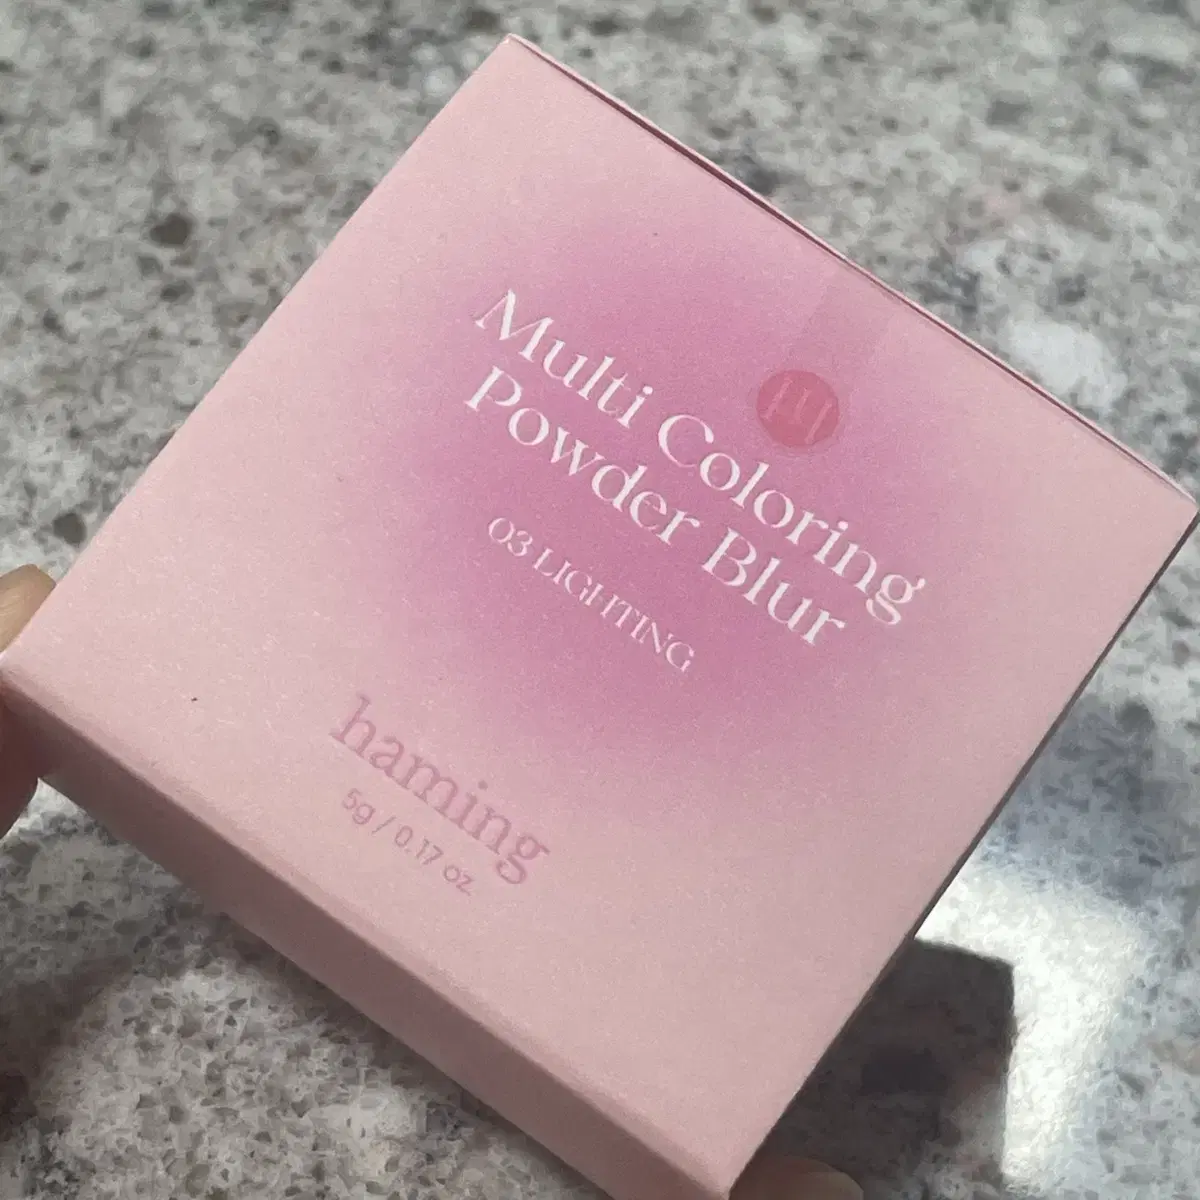 Multi Coloring
Powder Blur
03 LIGHTING
haming
5g / 0.17 oz